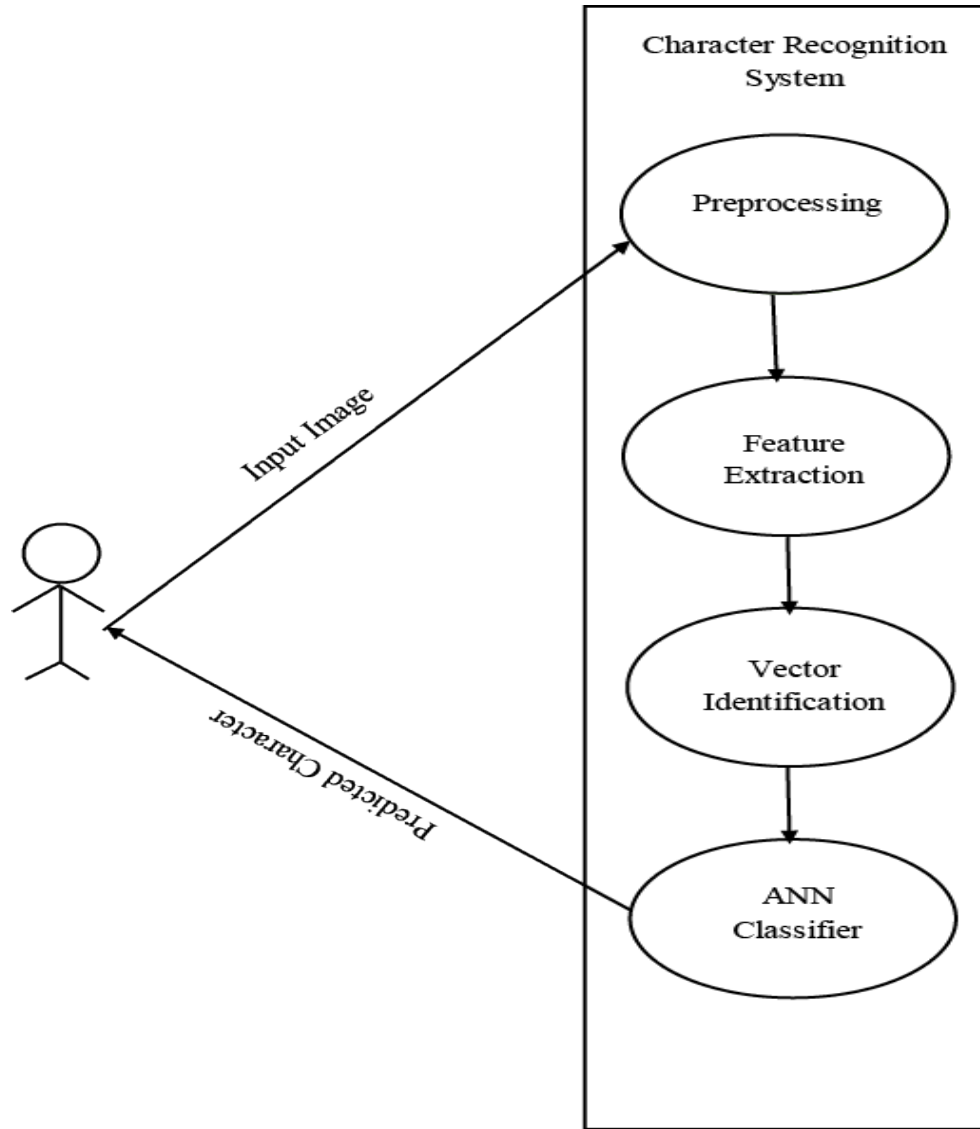 Character Recognition
System
Preprocessing
Input Image
Feature
Extraction
Vector
Identification
Predicted Character
ANN
Classifier